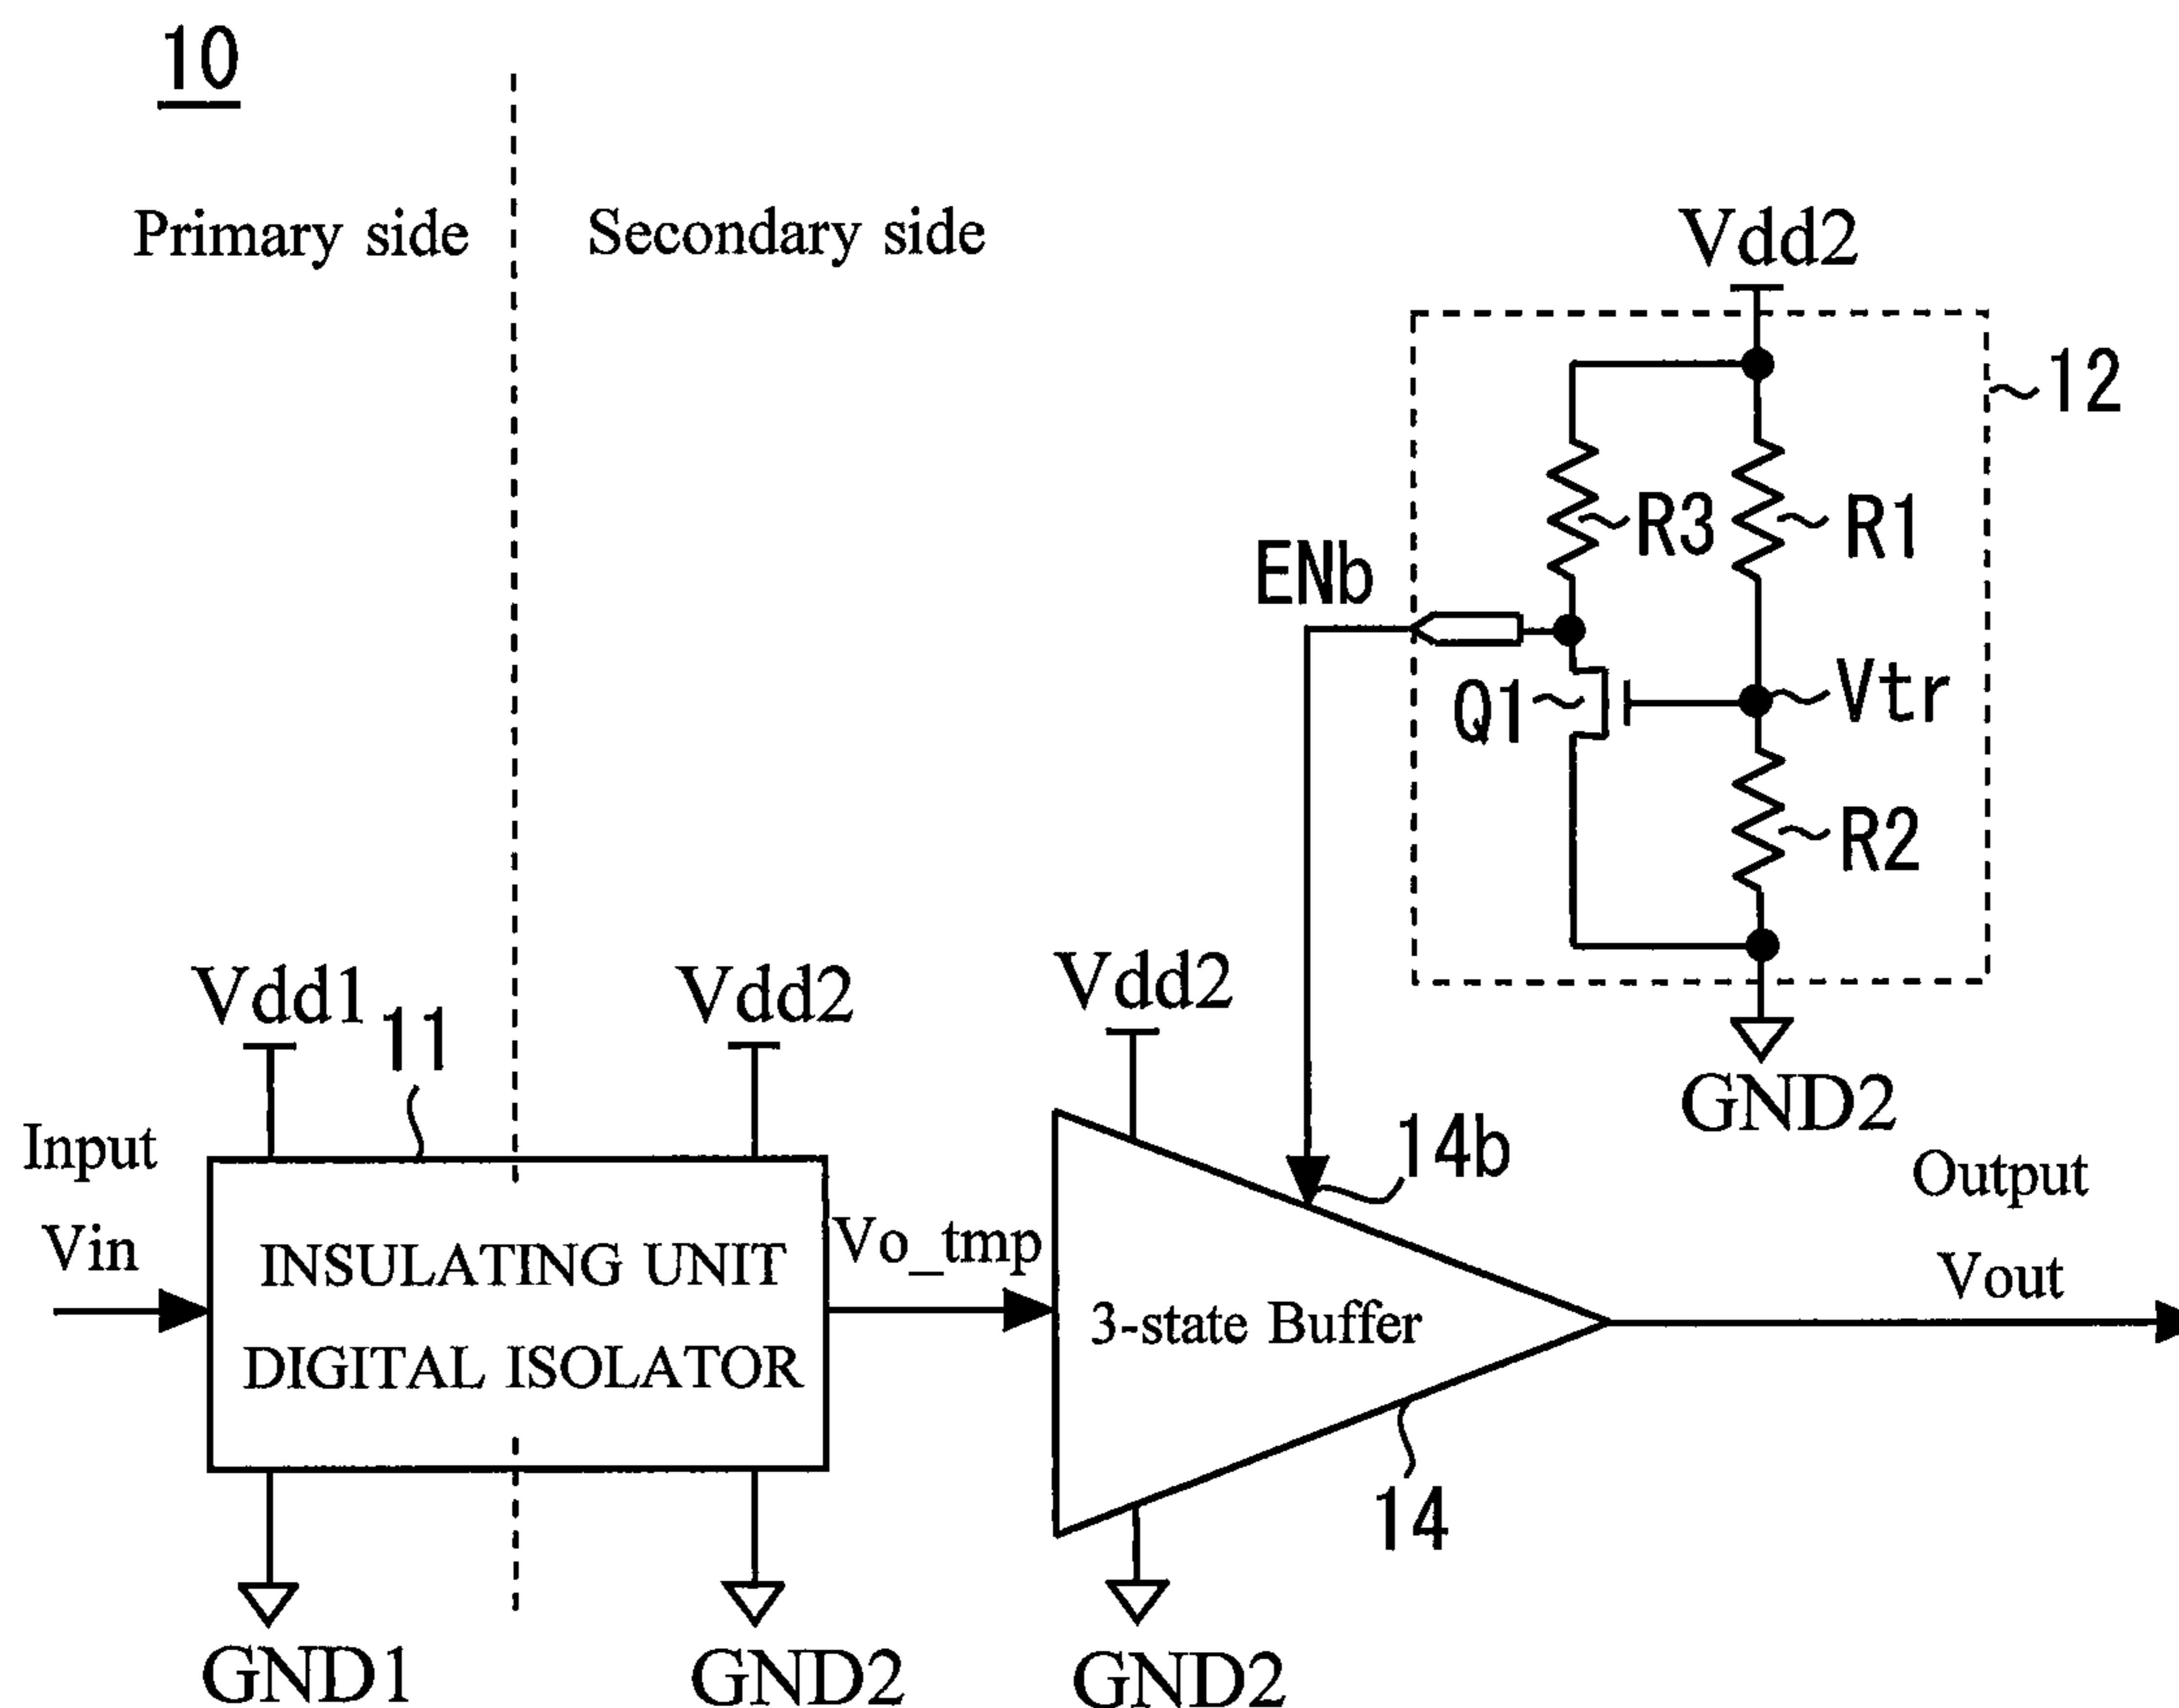 10
Primary side
Secondary side
Vdd2
12
R3
R1
ENb
Q1
Vtr
R2
GND2
Vdd1
11
Vdd2
Vdd2
14b
Input
Vin
INSULATING UNIT
DIGITAL ISOLATOR
Vo_tmp
3-state Buffer
Output
Vout
14
GND1
GND2
GND2